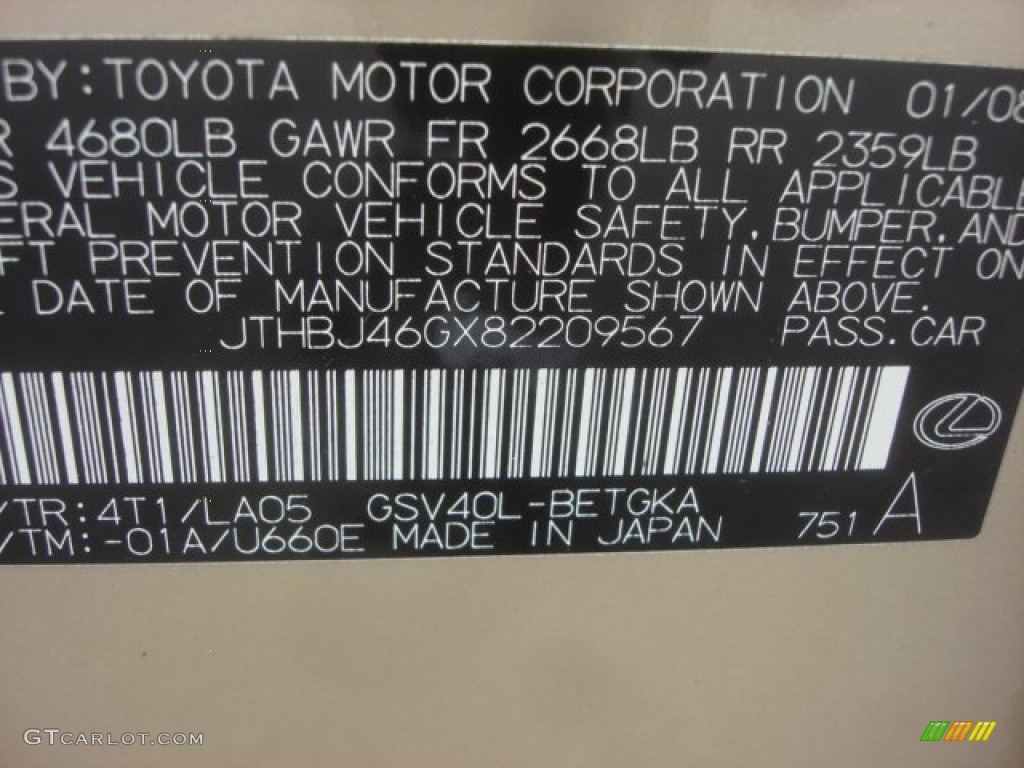 BY: TOYOTA MOTOR CORPORATION 01/08
R 4680LB GAWR FR 2668LB RR 2359LB
S VEHICLE CONFORMS TO ALL APPLICABLE
ERAL MOTOR VEHICLE SAFETY, BUMPER, AND
FT PREVENTION STANDARDS IN EFFECT ON
E DATE OF MANUFACTURE SHOWN ABOVE.
JTHBJ46GX82209567 PASS. CAR
/TR: 4T1/LA05 GSV40L-BETGKA
/TM: -01A/U660E MADE IN JAPAN 751 A
GTCARLOT.COM